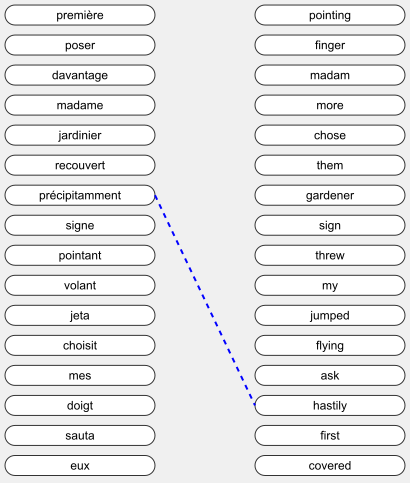 première
poser
davantage
madame
jardinier
recouvert
précipitamment
signe
pointant
volant
jeta
choisit
mes
doigt
sauta
eux
pointing
finger
madam
more
chose
them
gardener
sign
threw
my
jumped
flying
ask
hastily
first
covered